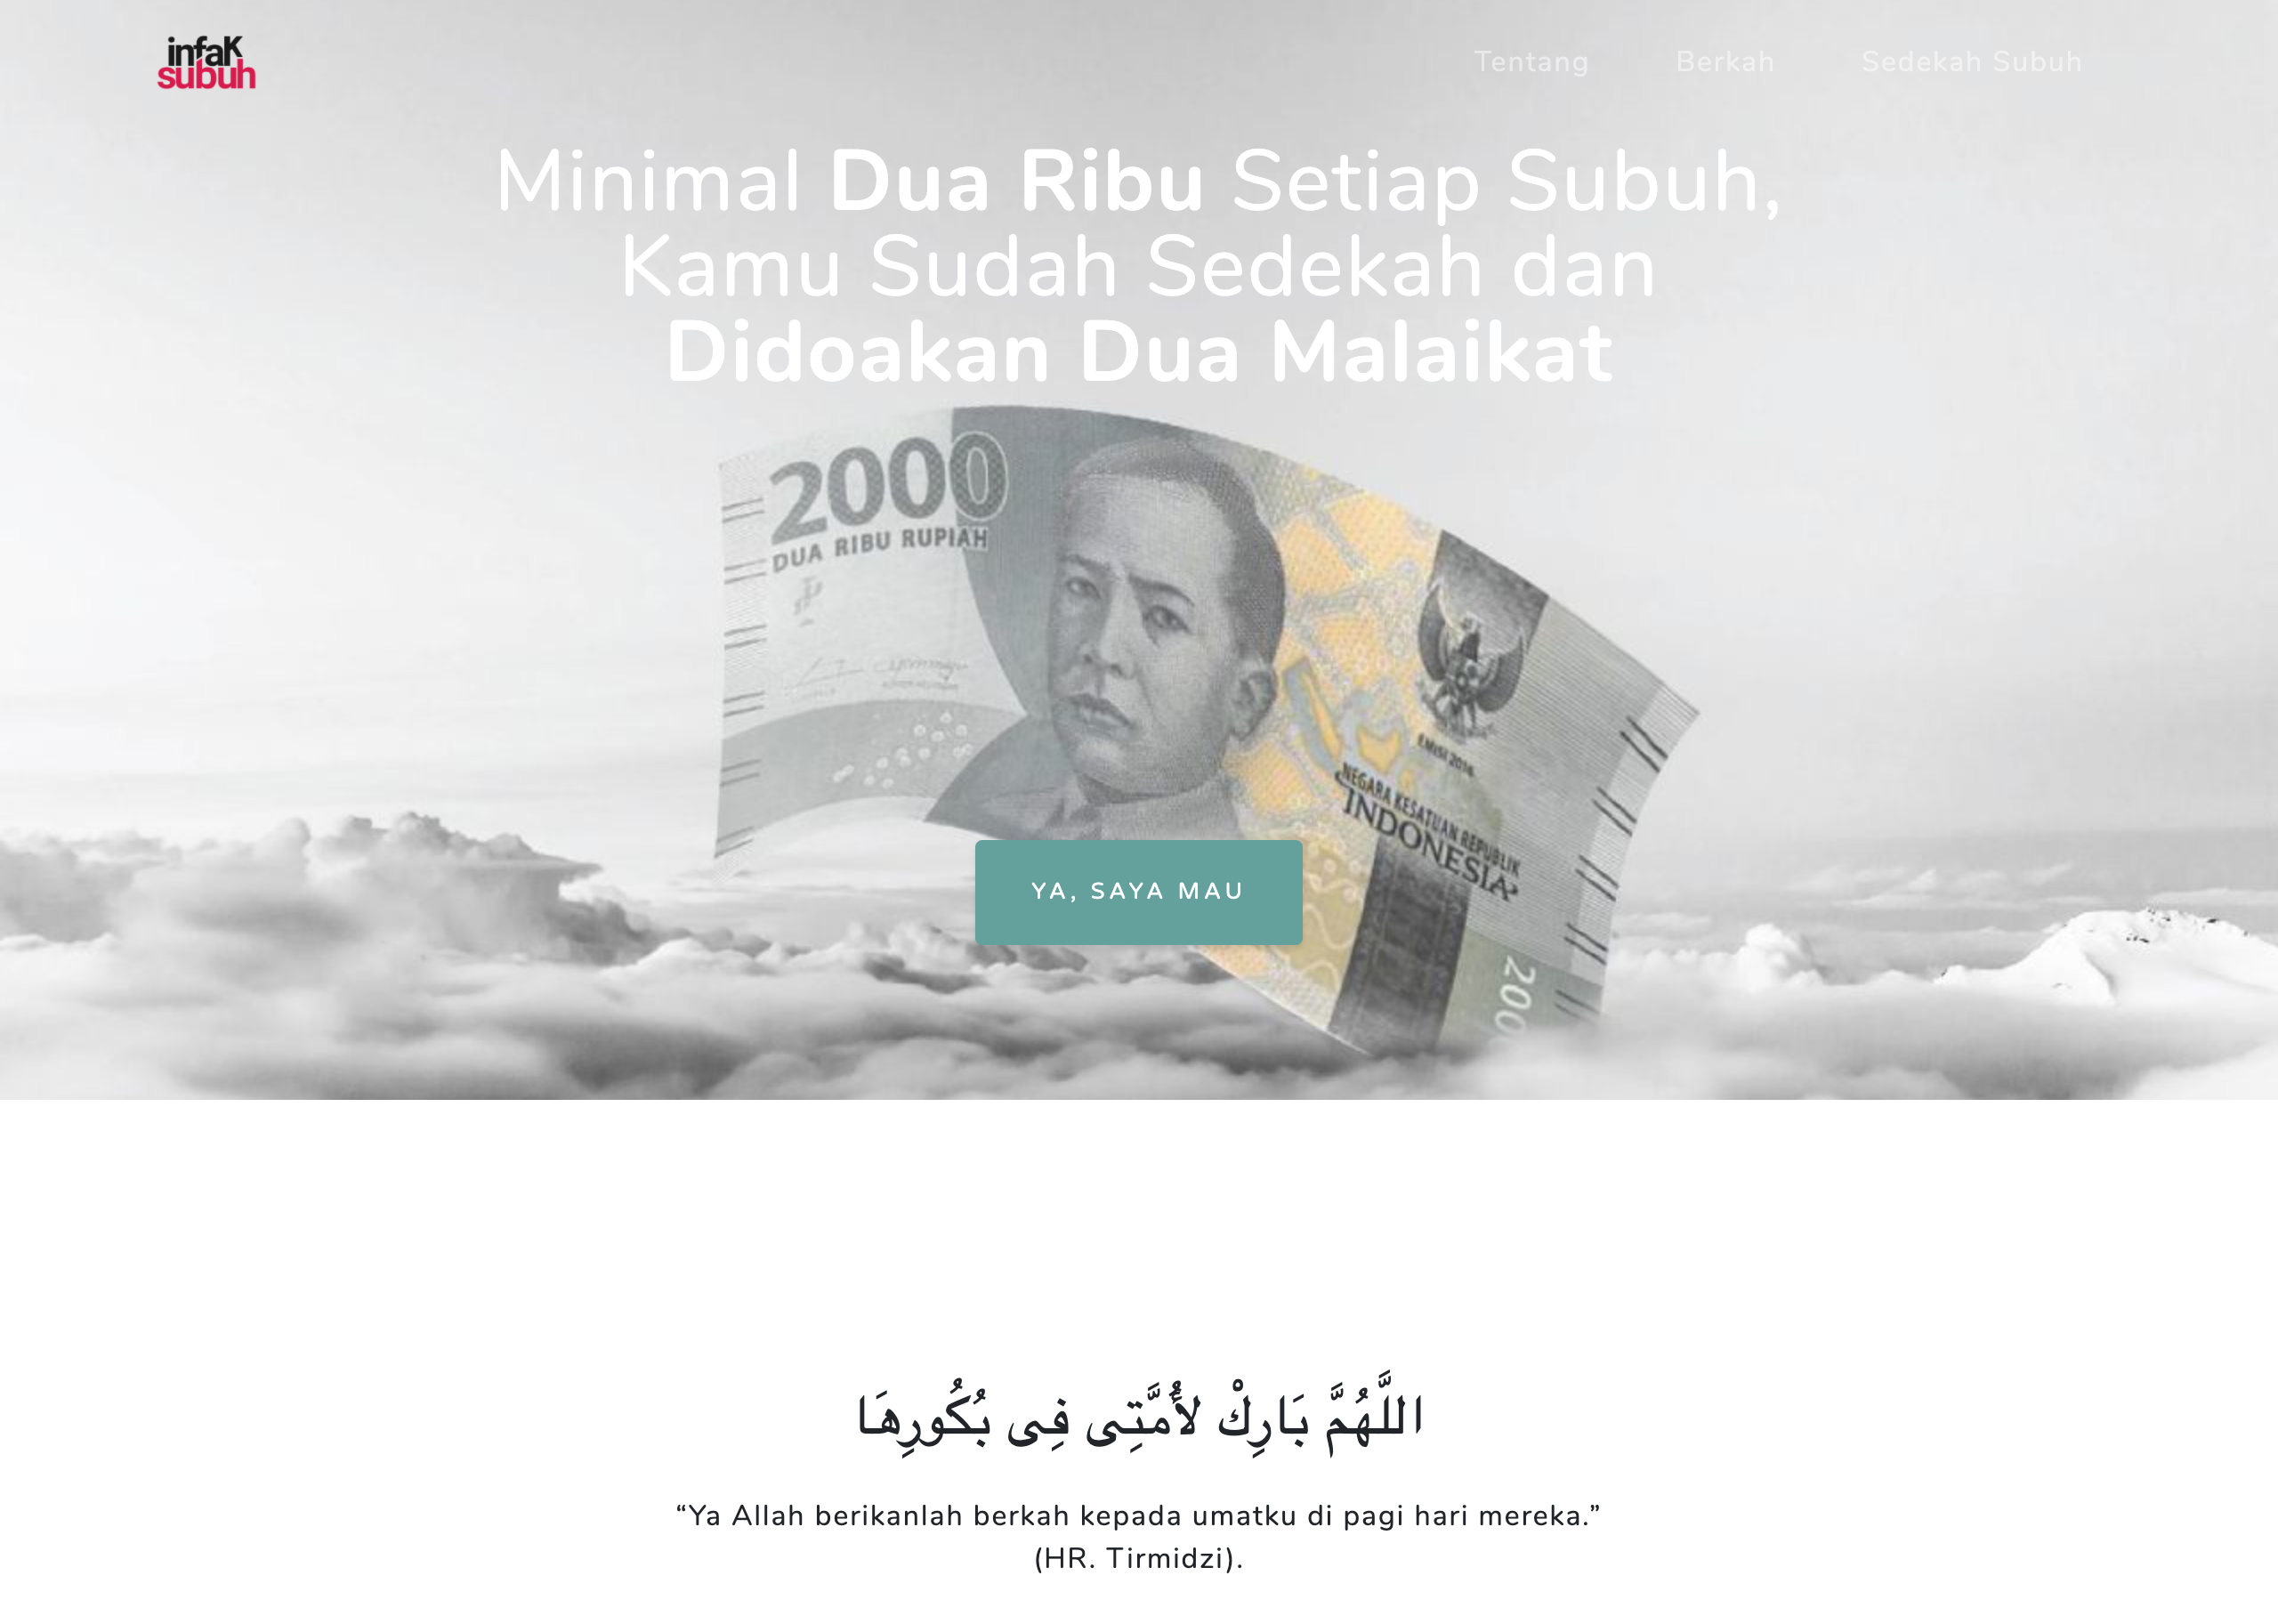 infaK
subuh
Tentang
Berkah
Sedekah Subuh
Minimal Dua Ribu Setiap Subuh,
Kamu Sudah Sedekah dan
Didoakan Dua Malaikat
2000
DUA RIBU RUPIAH
EMISI 2016
NEGARA KESATUAN REPUBLIK
INDONESIA
YA, SAYA MAU
اللَّهُمَّ بَارِكْ لأُمَّتِى فِى بُكُورِهَا
“Ya Allah berikanlah berkah kepada umatku di pagi hari mereka.”
(HR. Tirmidzi).